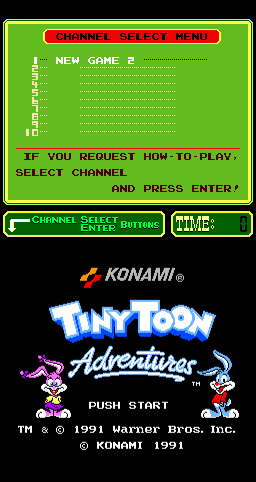 CHANNEL SELECT MENU
1 NEW GAME 2
2
3
4
5
6
7
8
9
10
IF YOU REQUEST HOW-TO-PLAY,
SELECT CHANNEL
AND PRESS ENTER!
CHANNEL SELECT
ENTER BUTTONS
TIME: 0
KONAMI ®
TINY TOON
Adventures ™
PUSH START
TM & © 1991 Warner Bros. Inc.
© KONAMI 1991